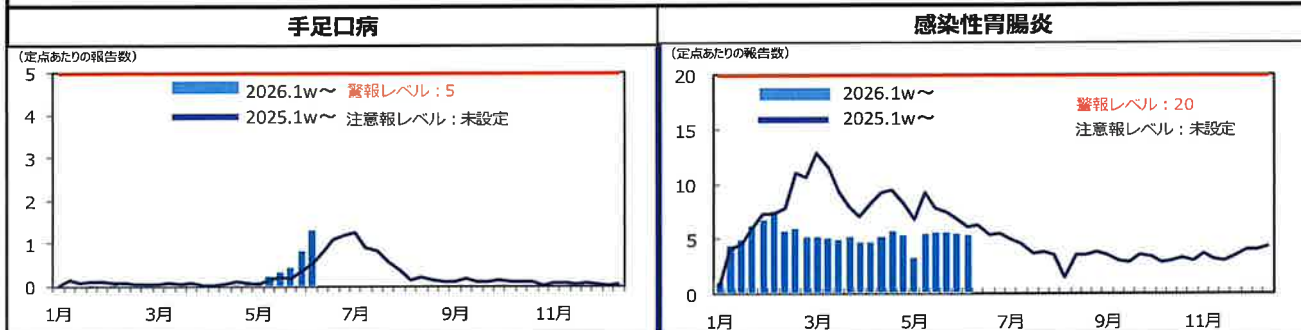 手足口病
(定点あたりの報告数)
5
4
3
2
1
0
2026.1w～ 警報レベル：5
2025.1w～ 注意報レベル：未設定
1月 3月 5月 7月 9月 11月
感染性胃腸炎
(定点あたりの報告数)
20
15
10
5
0
2026.1w～
2025.1w～
警報レベル：20
注意報レベル：未設定
1月 3月 5月 7月 9月 11月